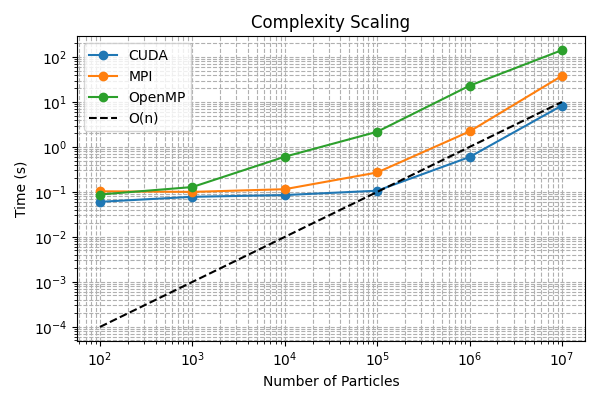 Complexity Scaling
CUDA
MPI
OpenMP
O(n)
Time (s)
10²
10¹
10⁰
10⁻¹
10⁻²
10⁻³
10⁻⁴
10² 10³ 10⁴ 10⁵ 10⁶ 10⁷
Number of Particles